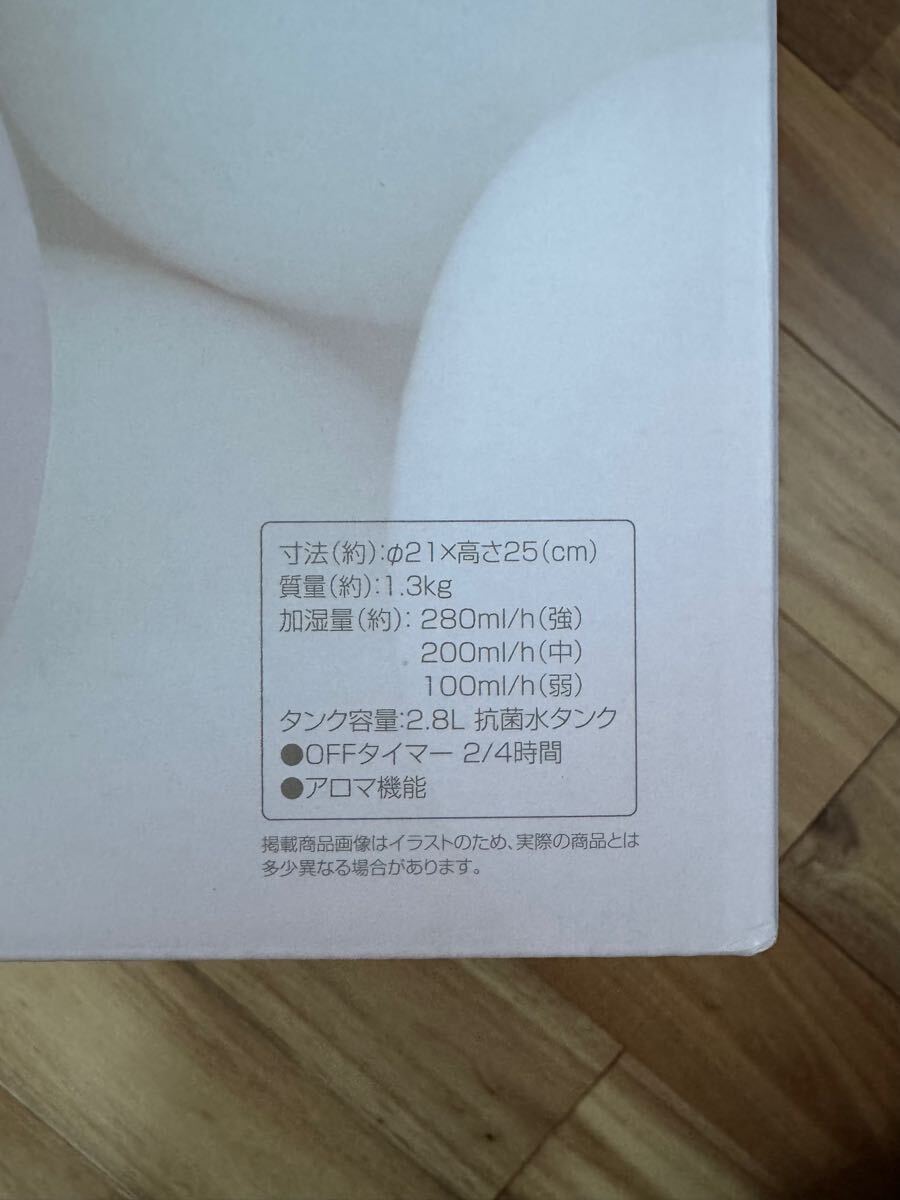 寸法(約):φ21×高さ25(cm)
質量(約):1.3kg
加湿量(約): 280ml/h(強)
200ml/h(中)
100ml/h(弱)
タンク容量:2.8L 抗菌水タンク
●OFFタイマー 2/4時間
●アロマ機能
掲載商品画像はイラストのため、実際の商品とは
多少異なる場合があります。